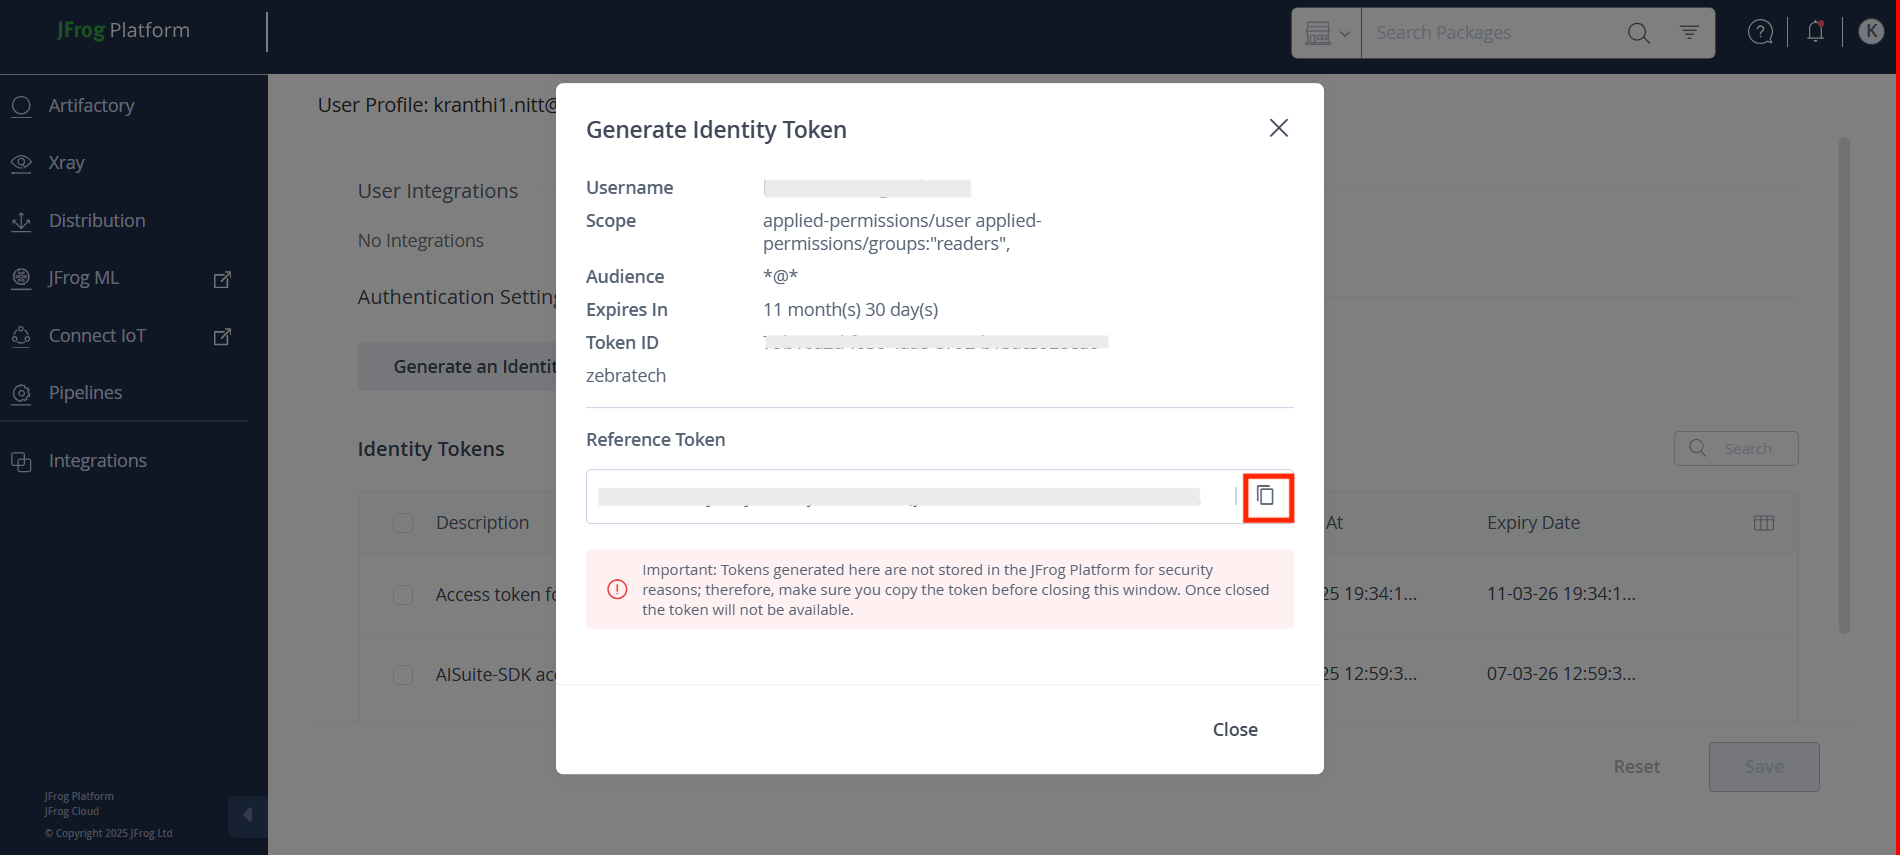 JFrog Platform
Search Packages
K
Artifactory
Xray
Distribution
JFrog ML
Connect IoT
Pipelines
Integrations
JFrog Platform
JFrog Cloud
© Copyright 2025 JFrog Ltd
User Profile: kranthi1.nitt@
User Integrations
No Integrations
Authentication Setting
Generate an Identit
Identity Tokens
Search
Description
At
Expiry Date
Access token fo
25 19:34:1...
11-03-26 19:34:1...
AISuite-SDK acc
25 12:59:3...
07-03-26 12:59:3...
Reset
Save
Generate Identity Token
Username
Scope
applied-permissions/user applied-
permissions/groups:"readers",
Audience
*@*
Expires In
11 month(s) 30 day(s)
Token ID
zebratech
Reference Token
Important: Tokens generated here are not stored in the JFrog Platform for security
reasons; therefore, make sure you copy the token before closing this window. Once closed
the token will not be available.
Close